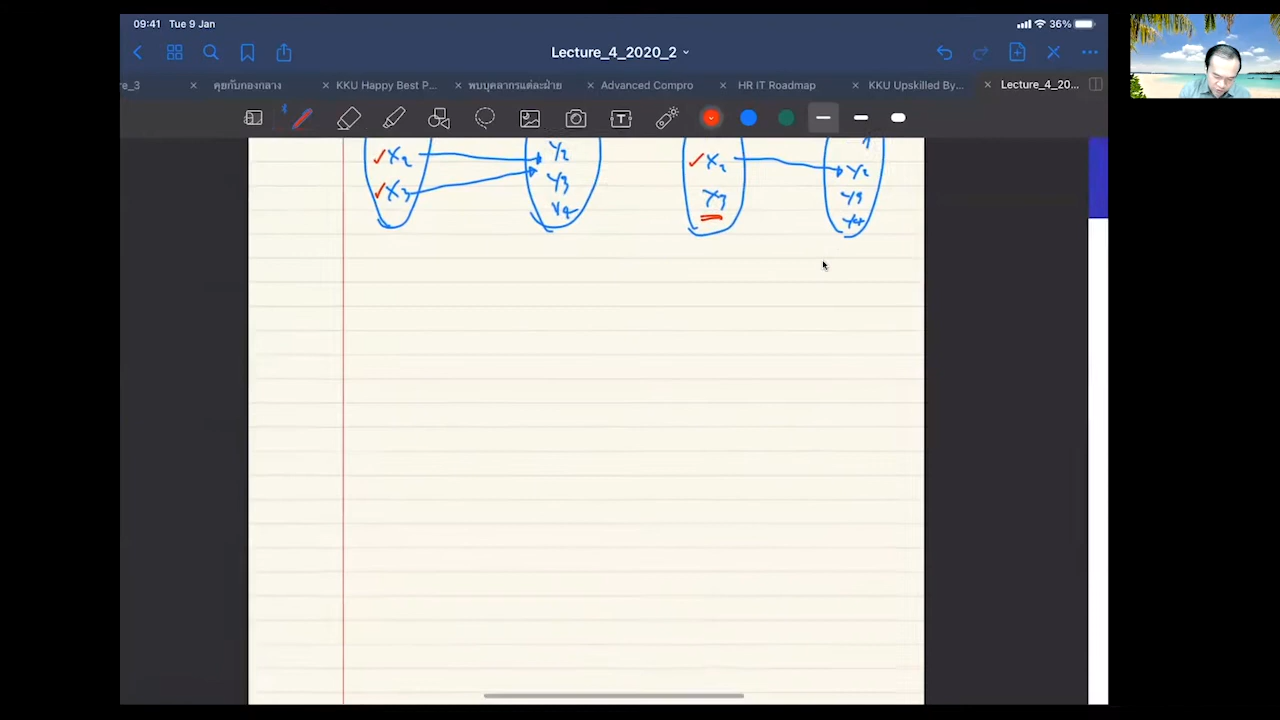 09:41 Tue 9 Jan
36%
Lecture_4_2020_2
re_3
คุยกับกองกลาง
KKU Happy Best P...
พบบุคลากรแต่ละฝ่าย
Advanced Compro
HR IT Roadmap
KKU Upskilled By...
Lecture_4_20...
T
x2 y2 x2 y2
x3 y3 x3 y3
y4 y4